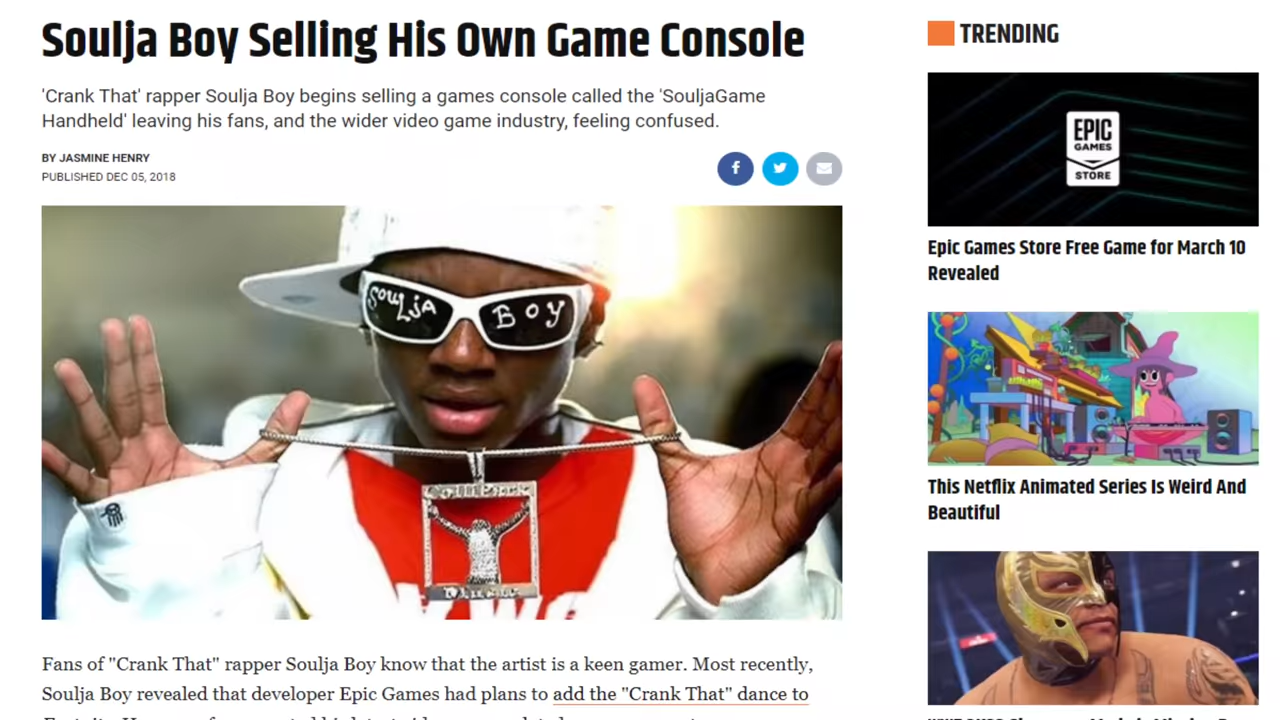 Soulja Boy Selling His Own Game Console
'Crank That' rapper Soulja Boy begins selling a games console called the 'SouljaGame
Handheld' leaving his fans, and the wider video game industry, feeling confused.
BY JASMINE HENRY
PUBLISHED DEC 05, 2018
SOULJA BOY
Fans of "Crank That" rapper Soulja Boy know that the artist is a keen gamer. Most recently,
Soulja Boy revealed that developer Epic Games had plans to add the "Crank That" dance to
TRENDING
EPIC
GAMES
STORE
Epic Games Store Free Game for March 10
Revealed
This Netflix Animated Series Is Weird And
Beautiful